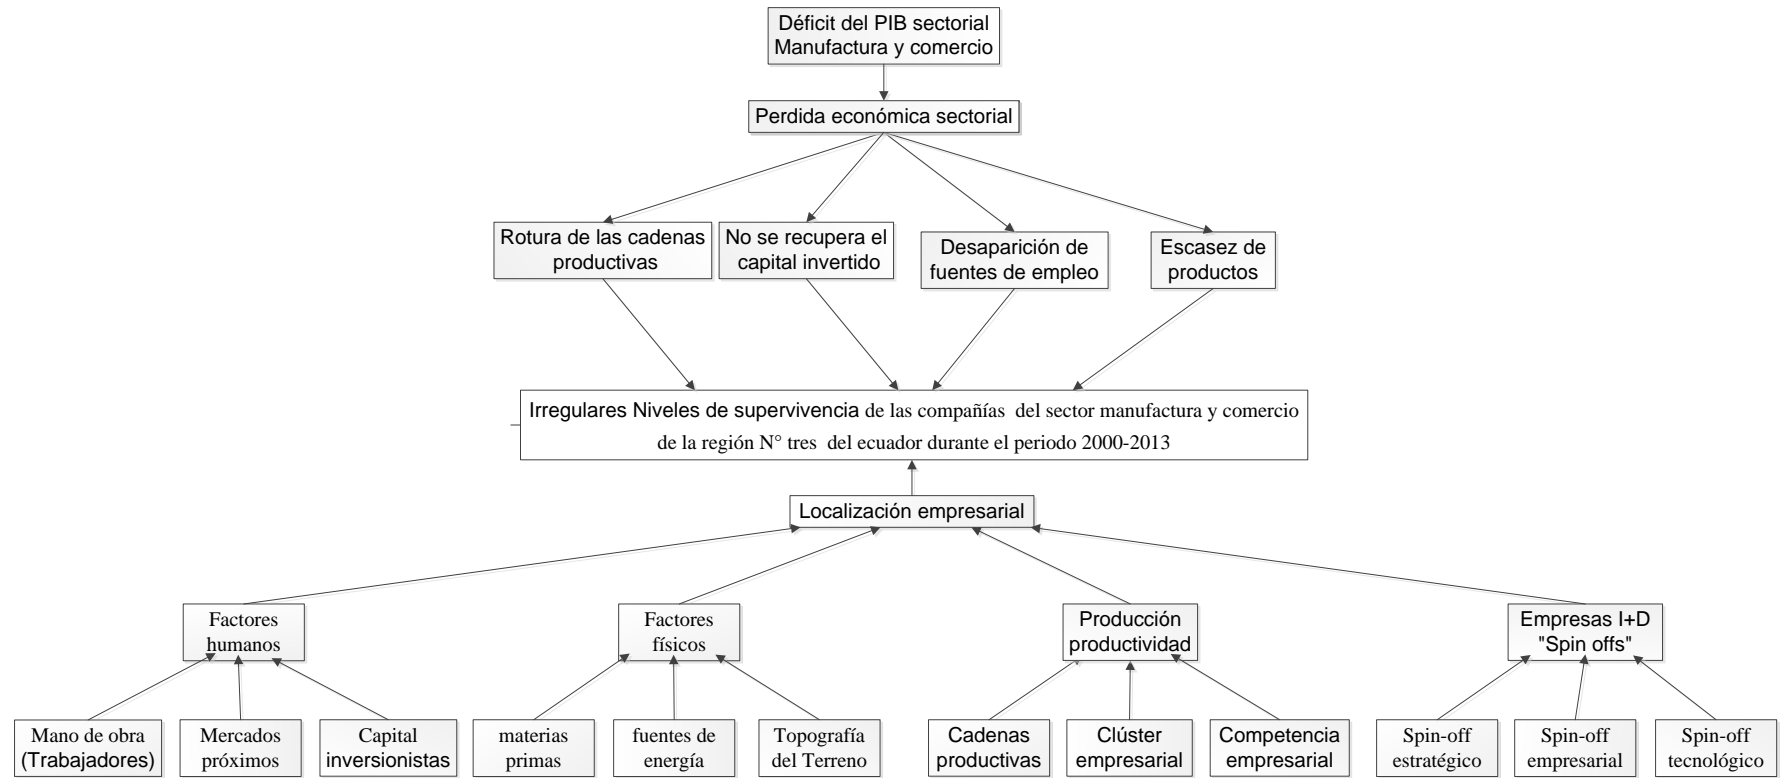 Déficit del PIB sectorial
Manufactura y comercio
Perdida económica sectorial
Rotura de las cadenas
productivas
No se recupera el
capital invertido
Desaparición de
fuentes de empleo
Escasez de
productos
Irregulares Niveles de supervivencia de las compañías del sector manufactura y comercio
de la región N° tres del ecuador durante el periodo 2000-2013
Localización empresarial
Factores
humanos
Factores
físicos
Producción
productividad
Empresas I+D
"Spin offs"
Mano de obra
(Trabajadores)
Mercados
próximos
Capital
inversionistas
materias
primas
fuentes de
energía
Topografía
del Terreno
Cadenas
productivas
Clúster
empresarial
Competencia
empresarial
Spin-off
estratégico
Spin-off
empresarial
Spin-off
tecnológico